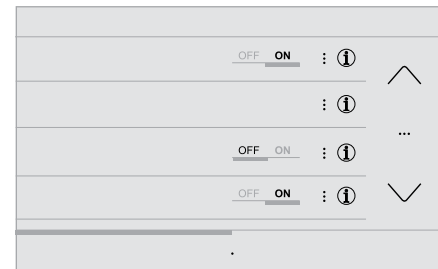 OFF ON ⋮ i
⋮ i
...
OFF ON ⋮ i
OFF ON ⋮ i
.